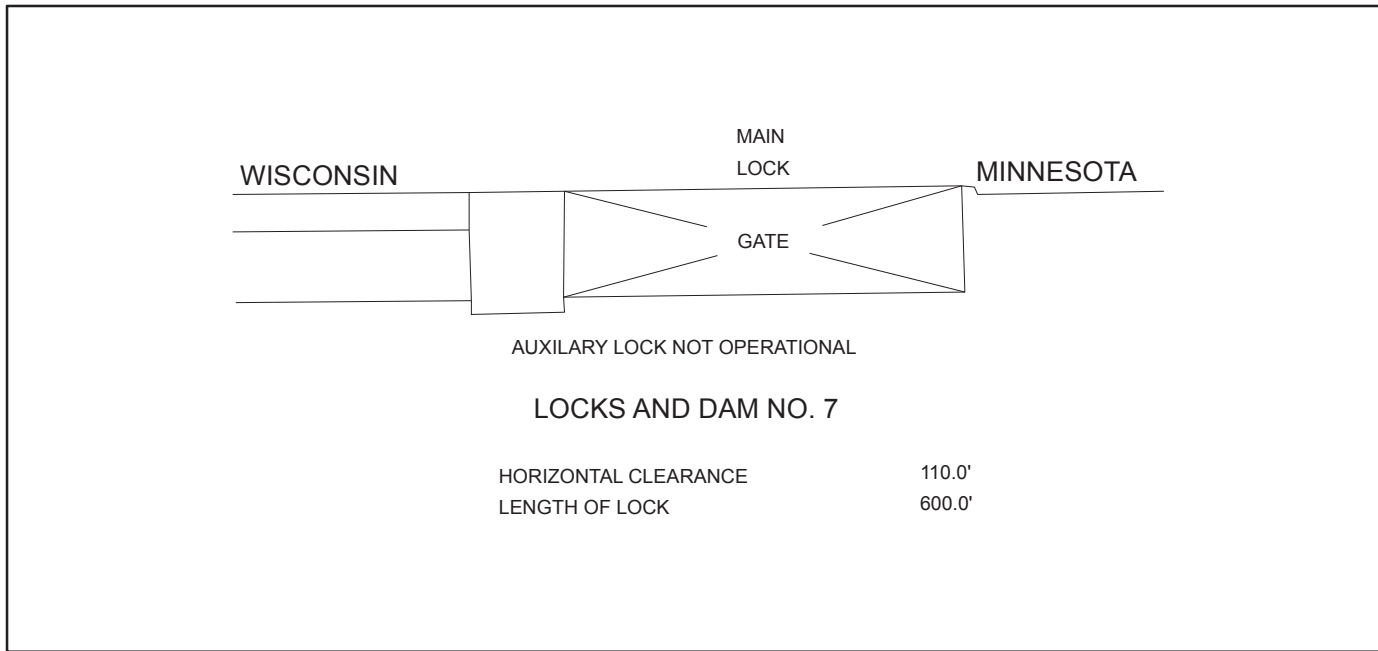 MAIN
LOCK
WISCONSIN
MINNESOTA
GATE
AUXILARY LOCK NOT OPERATIONAL
LOCKS AND DAM NO. 7
HORIZONTAL CLEARANCE 110.0'
LENGTH OF LOCK 600.0'